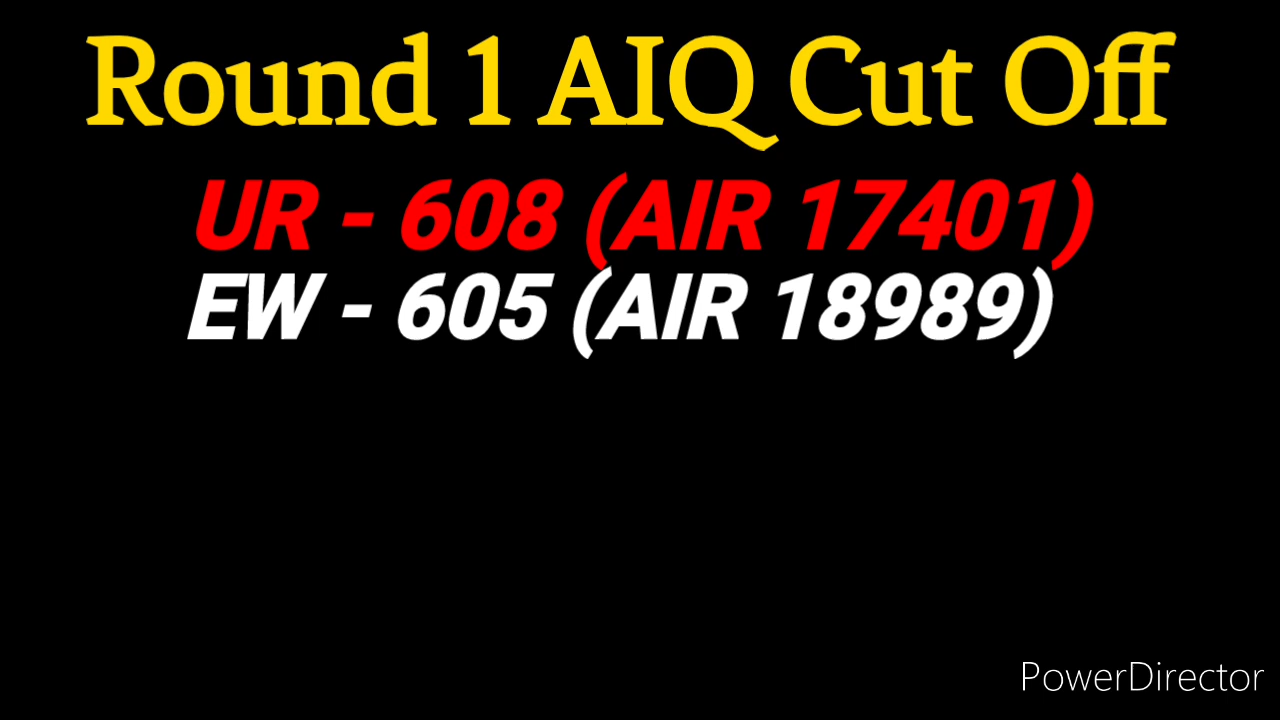 Round 1 AIQ Cut Off
UR - 608 (AIR 17401)
EW - 605 (AIR 18989)
PowerDirector